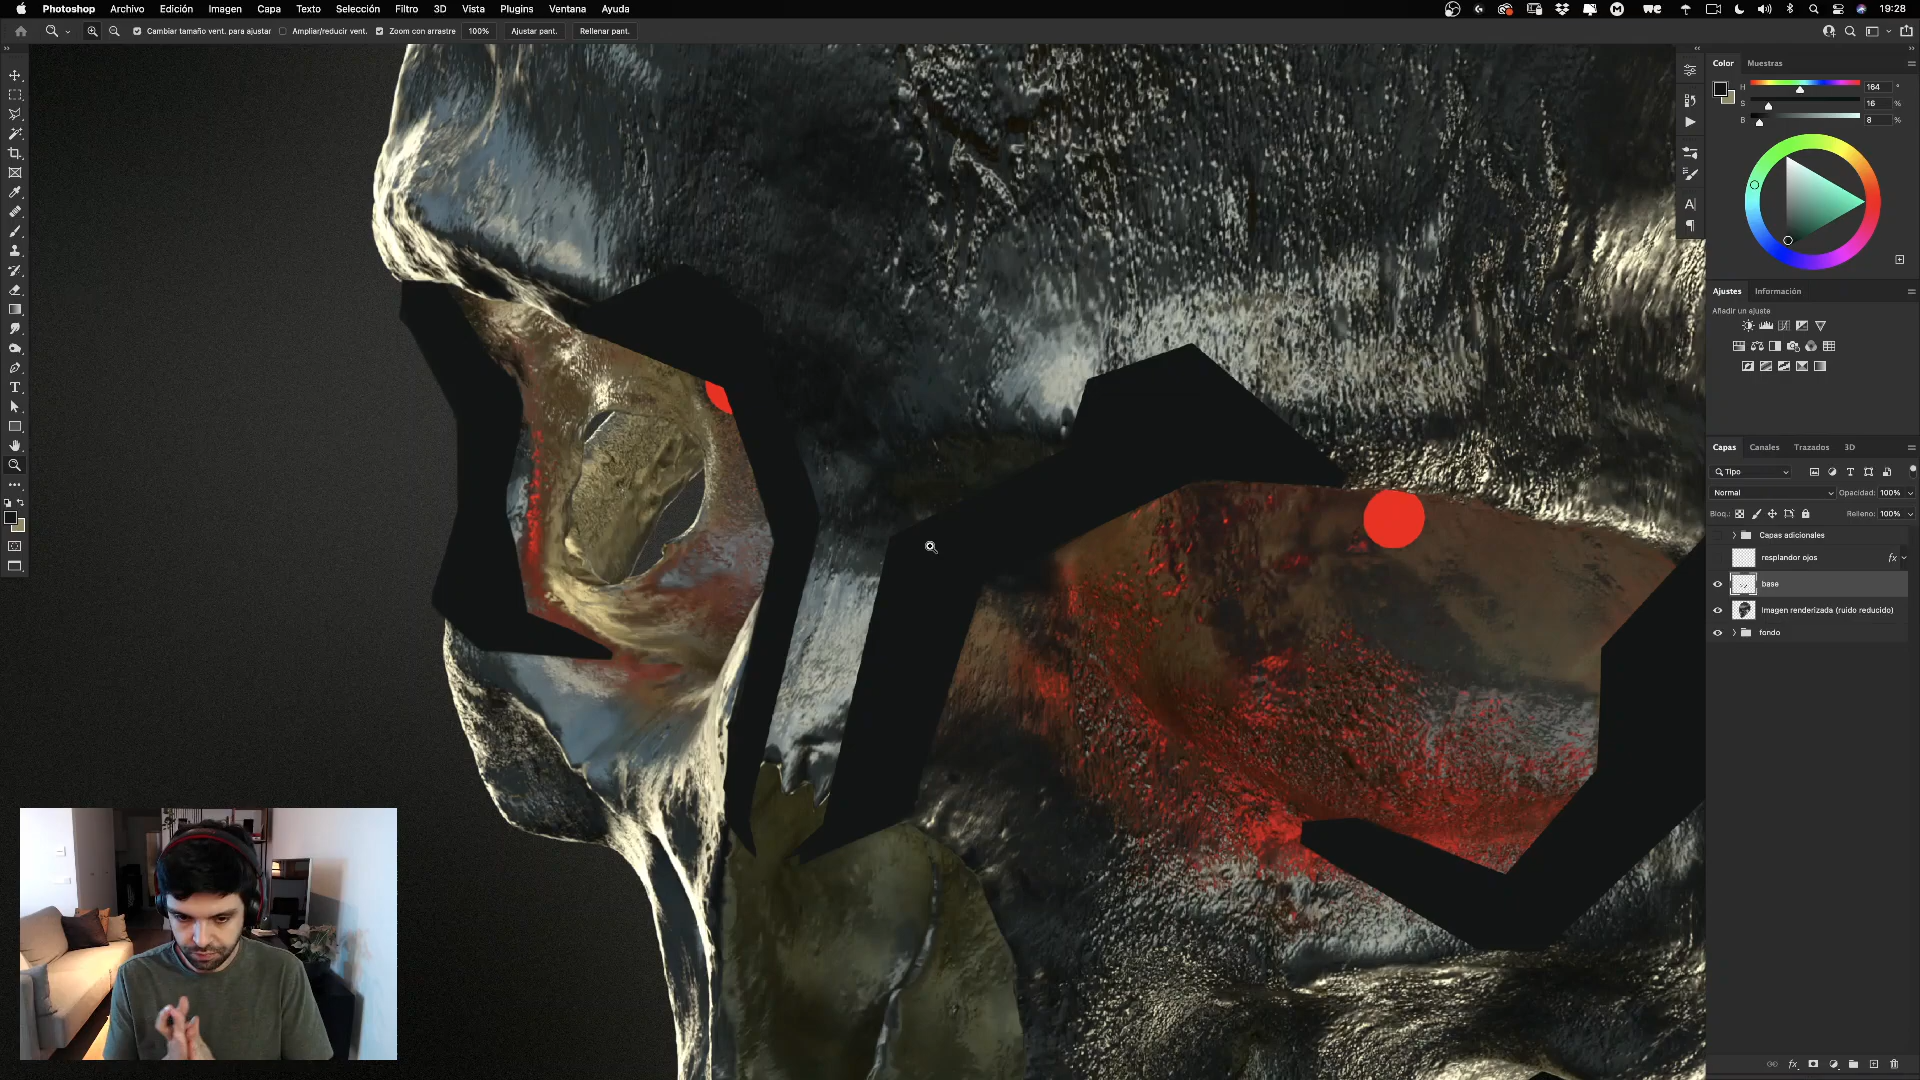 Photoshop Archivo Edición Imagen Capa Texto Selección Filtro 3D Vista Plugins Ventana Ayuda 19:28
Cambiar tamaño vent. para ajustar Ampliar/reducir vent. Zoom con arrastre 100% Ajustar pant. Rellenar pant.
Color Muestras
H 164 °
S 16 %
B 8 %
Ajustes Información
Añadir un ajuste
Capas Canales Trazados 3D
Tipo
Normal Opacidad: 100%
Bloq.: Relleno: 100%
Capas adicionales
resplandor ojos fx
base
Imagen renderizada (ruido reducido)
fondo
fx